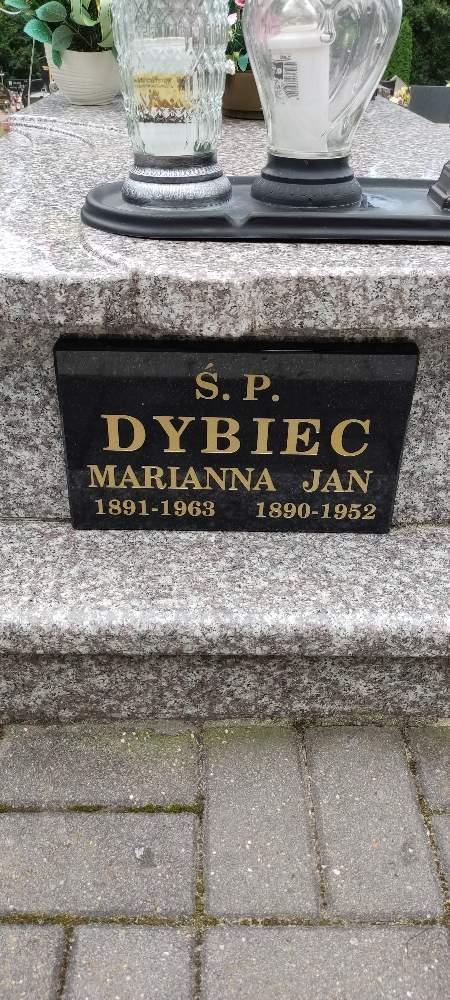 Ś. P.
DYBIEC
MARIANNA JAN
1891-1963 1890-1952